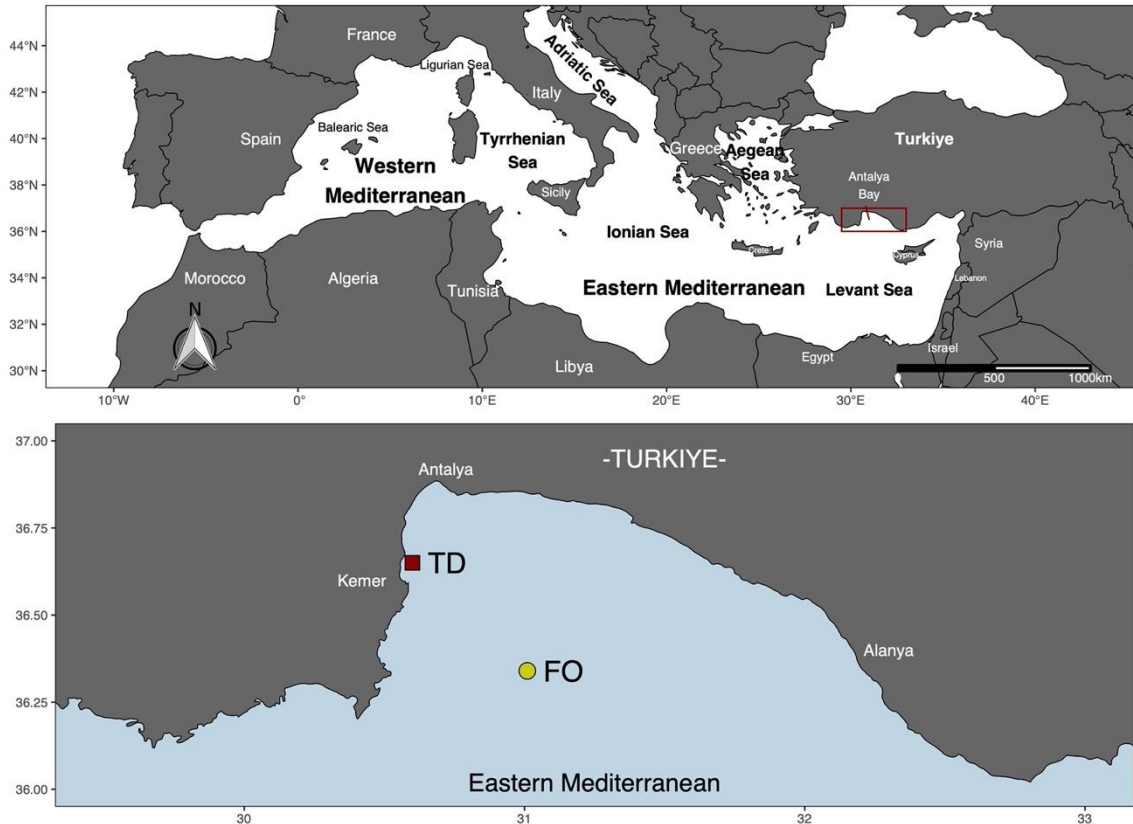 44°N
42°N
40°N
38°N
36°N
34°N
32°N
30°N
France
Ligurian Sea
Adriatic Sea
Italy
Spain
Balearic Sea
Tyrrhenian
Sea
Western
Mediterranean
Sicily
Greece
Aegean
Sea
Turkiye
Antalya
Bay
Ionian Sea
Crete
Cyprus
Syria
Lebanon
Morocco
Algeria
Tunisia
Eastern Mediterranean
Levant Sea
Libya
Egypt
Israel
N
500
1000km
10°W
0°
10°E
20°E
30°E
40°E
37.00
36.75
36.50
36.25
36.00
-TURKIYE-
Antalya
TD
Kemer
FO
Alanya
Eastern Mediterranean
30
31
32
33